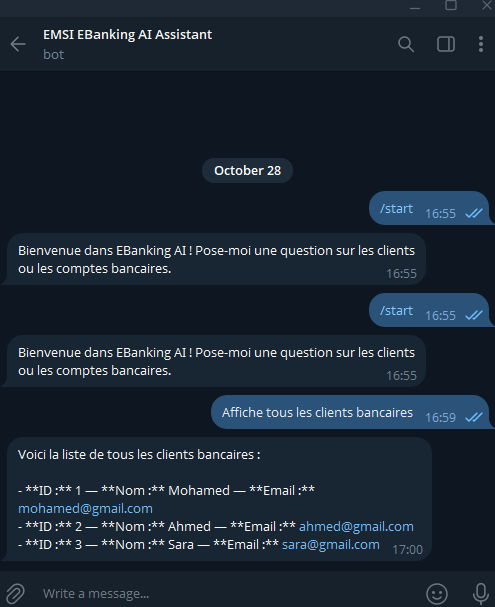 EMSI EBanking AI Assistant
bot
October 28
/start 16:55
Bienvenue dans EBanking AI ! Pose-moi une question sur les clients
ou les comptes bancaires.
16:55
/start 16:55
Bienvenue dans EBanking AI ! Pose-moi une question sur les clients
ou les comptes bancaires.
16:55
Affiche tous les clients bancaires 16:59
Voici la liste de tous les clients bancaires :
- **ID :** 1 — **Nom :** Mohamed — **Email :**
mohamed@gmail.com
- **ID :** 2 — **Nom :** Ahmed — **Email :** ahmed@gmail.com
- **ID :** 3 — **Nom :** Sara — **Email :** sara@gmail.com 17:00
Write a message...